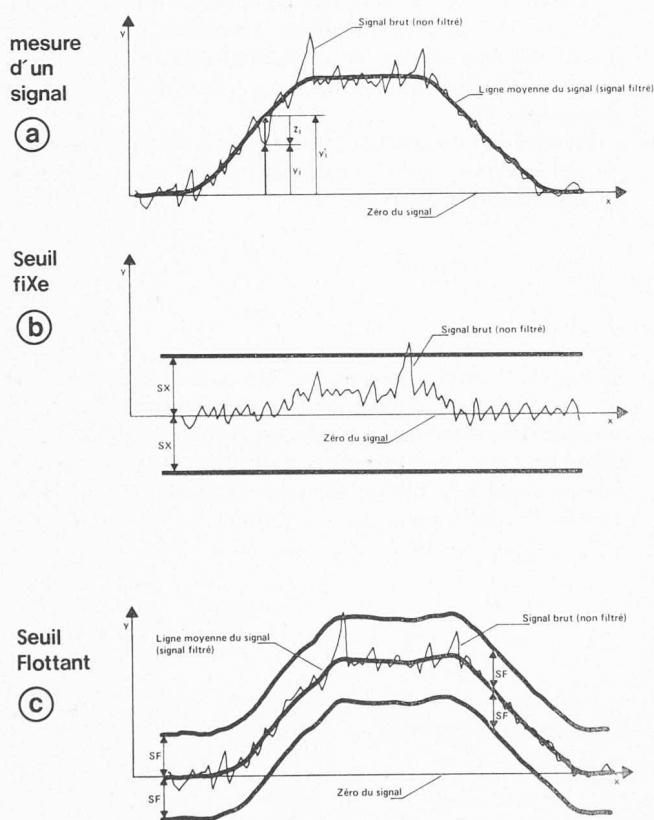 mesure
d'un
signal
a
y
Signal brut (non filtré)
Ligne moyenne du signal (signal filtré)
zi
y'i
yi
Zéro du signal
x
Seuil
fiXe
b
y
Signal brut (non filtré)
SX
Zéro du signal
x
SX
Seuil
Flottant
c
y
Ligne moyenne du signal
(signal filtré)
Signal brut (non filtré)
SF
SF
SF
SF
Zéro du signal
x